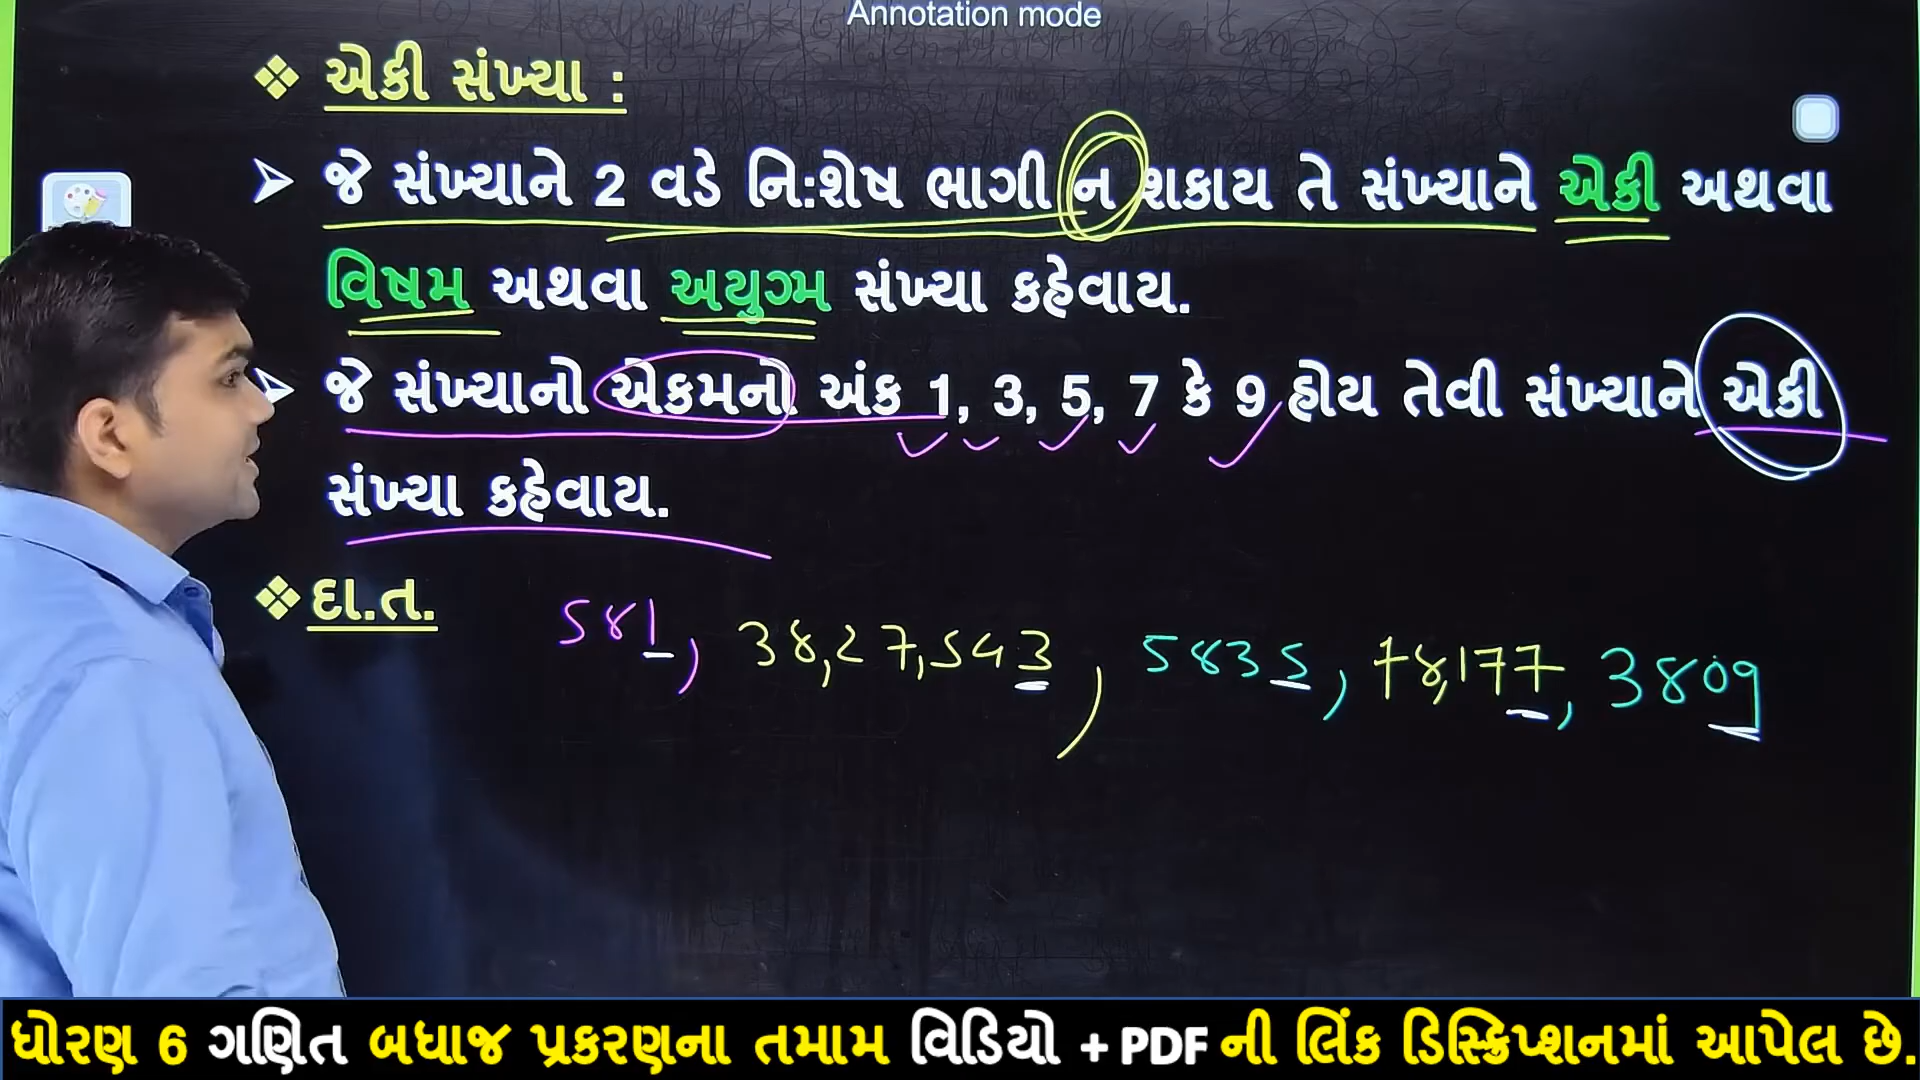 Annotation mode
❖ એકી સંખ્યા :
➢ જે સંખ્યાને 2 વડે નિ:શેષ ભાગી ન શકાય તે સંખ્યાને એકી અથવા
વિષમ અથવા અયુગ્મ સંખ્યા કહેવાય.
➢ જે સંખ્યાનો એકમનો અંક 1, 3, 5, 7 કે 9 હોય તેવી સંખ્યાને એકી
સંખ્યા કહેવાય.
❖ દા.ત. 581, 38,27,543, 5835, 78,177, 3809
ધોરણ 6 ગણિત બધાજ પ્રકરણના તમામ વિડિયો + PDF ની લિંક ડિસ્ક્રિપ્શનમાં આપેલ છે.